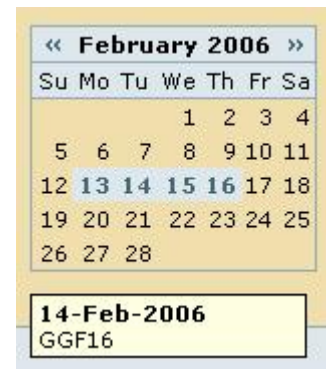 « February 2006 »
Su Mo Tu We Th Fr Sa
1 2 3 4
5 6 7 8 9 10 11
12 13 14 15 16 17 18
19 20 21 22 23 24 25
26 27 28
14-Feb-2006
GGF16